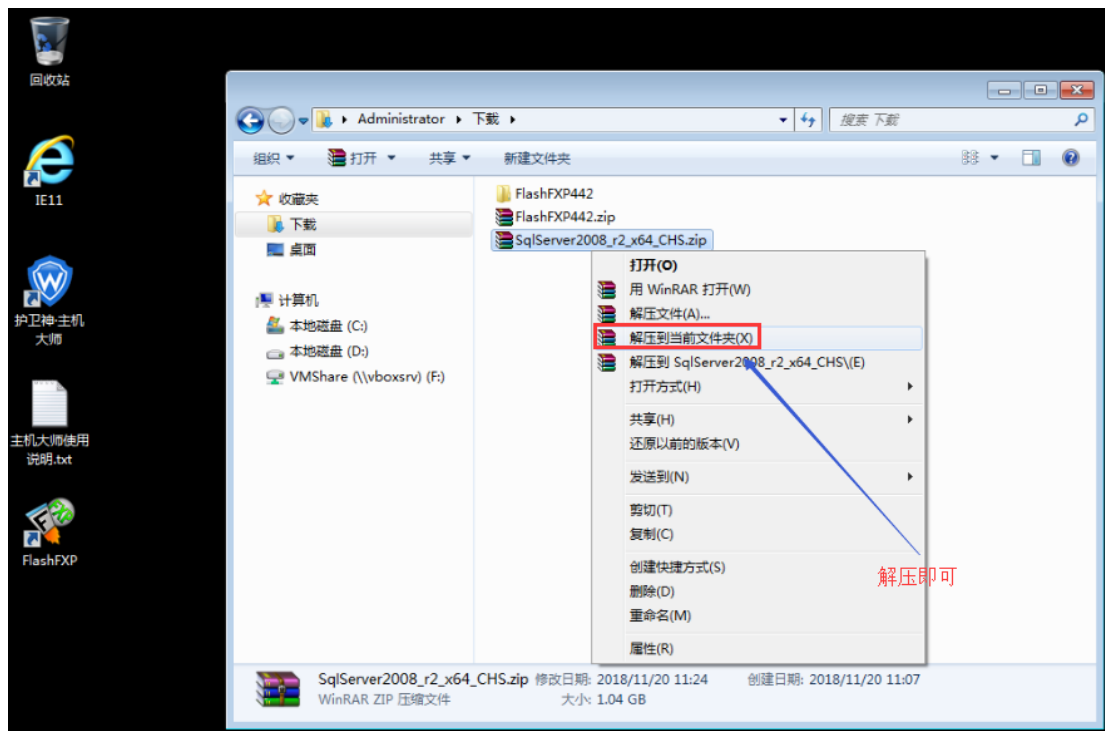 回收站
IE11
护卫神·主机
大师
主机大师使用
说明.txt
FlashFXP
Administrator
下载
搜索 下载
组织
打开
共享
新建文件夹
收藏夹
下载
桌面
计算机
本地磁盘 (C:)
本地磁盘 (D:)
VMShare (\\vboxsrv) (F:)
FlashFXP442
FlashFXP442.zip
SqlServer2008_r2_x64_CHS.zip
打开(O)
用 WinRAR 打开(W)
解压文件(A)...
解压到当前文件夹(X)
解压到 SqlServer2008_r2_x64_CHS\(E)
打开方式(H)
共享(H)
还原以前的版本(V)
发送到(N)
剪切(T)
复制(C)
创建快捷方式(S)
删除(D)
重命名(M)
属性(R)
解压即可
SqlServer2008_r2_x64_CHS.zip 修改日期: 2018/11/20 11:24 创建日期: 2018/11/20 11:07
WinRAR ZIP 压缩文件 大小: 1.04 GB